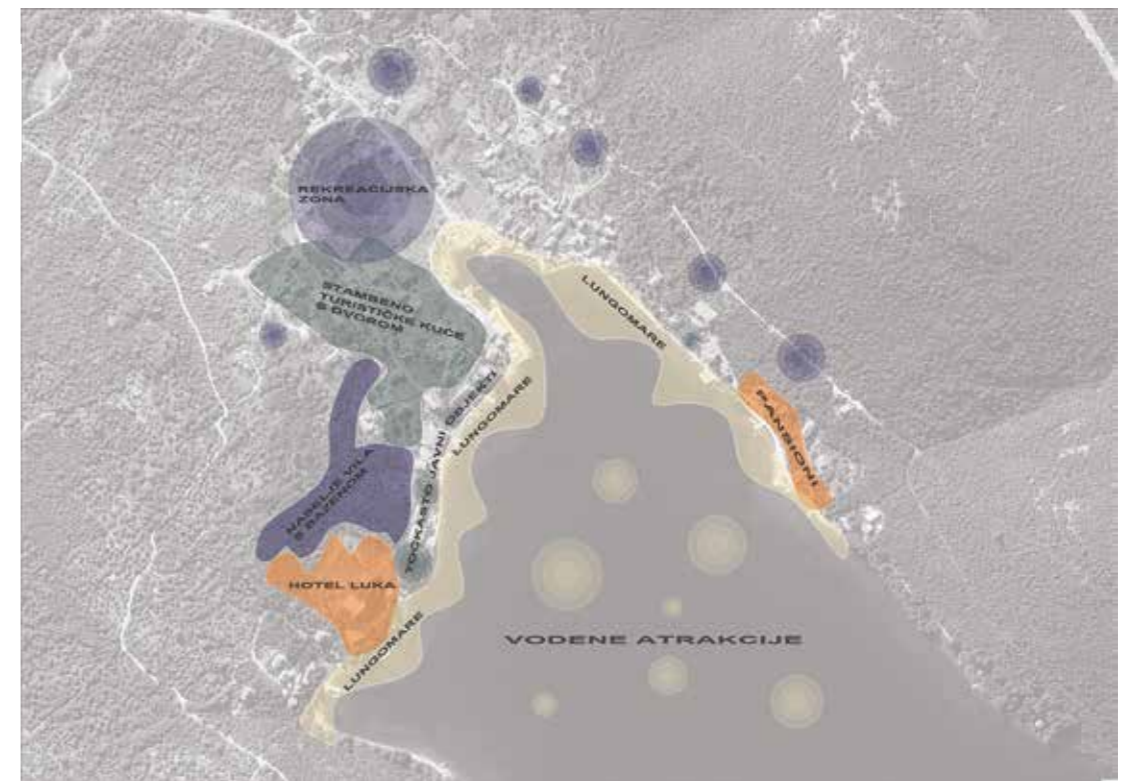 REKREACIJSKA
ZONA
STAMBENO
TURISTIČKE KUĆE
S DVOROM
LUNGOMARE
TOČKASTO JAVNI OBJEKTI
LUNGOMARE
PANSIONI
NASELJE VILA
S BAZENOM
HOTEL LUKA
LUNGOMARE
VODENE ATRAKCIJE